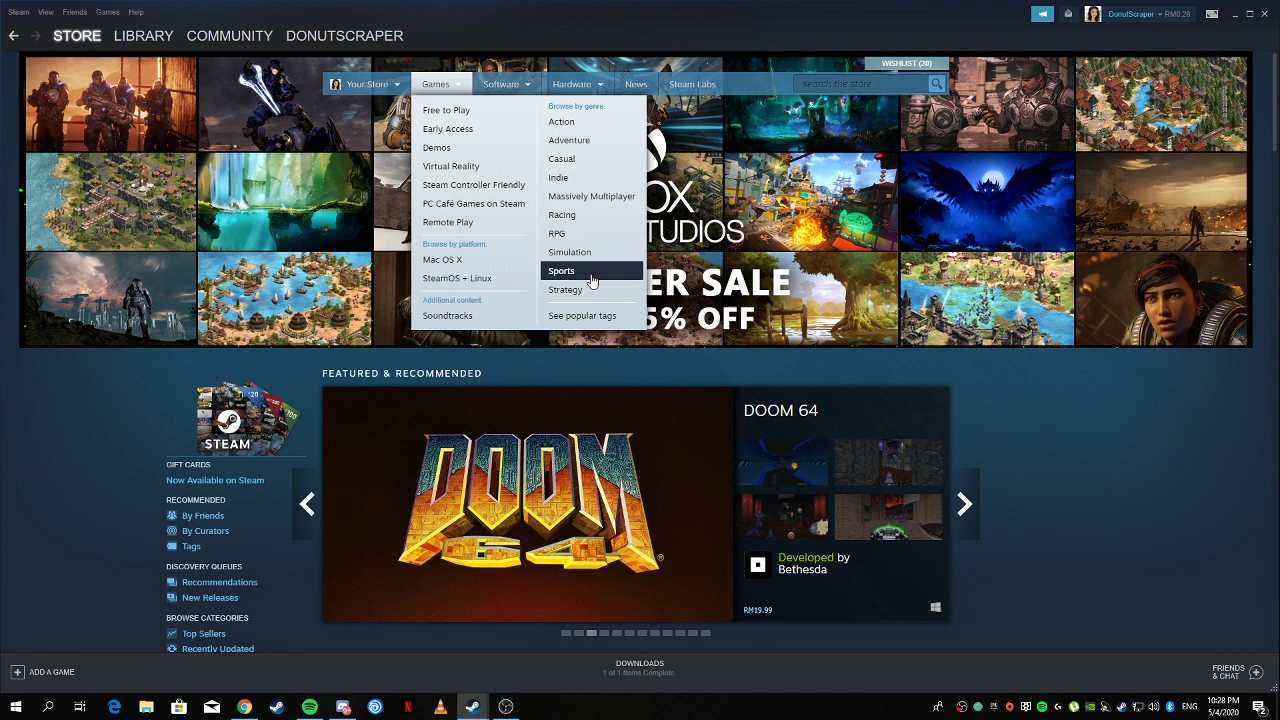 Steam View Friends Games Help
DonutScraper RM0.28
STORE LIBRARY COMMUNITY DONUTSCRAPER
WISHLIST (20)
Your Store Games Software Hardware News Steam Labs search the store
Free to Play
Early Access
Demos
Virtual Reality
Steam Controller Friendly
PC Café Games on Steam
Remote Play
Browse by platform:
Mac OS X
SteamOS + Linux
Additional content:
Soundtracks
Browse by genre:
Action
Adventure
Casual
Indie
Massively Multiplayer
Racing
RPG
Simulation
Sports
Strategy
See popular tags
OX
TUDIOS
ER SALE
5% OFF
FEATURED & RECOMMENDED
$20
$100
STEAM
GIFT CARDS
Now Available on Steam
RECOMMENDED
By Friends
By Curators
Tags
DISCOVERY QUEUES
Recommendations
New Releases
BROWSE CATEGORIES
Top Sellers
Recently Updated
DOOM
64
®
DOOM 64
Developed by
Bethesda
RM19.99
ADD A GAME
DOWNLOADS
1 of 1 Items Complete
FRIENDS
& CHAT
ENG
10:28 PM
5/4/2020
2